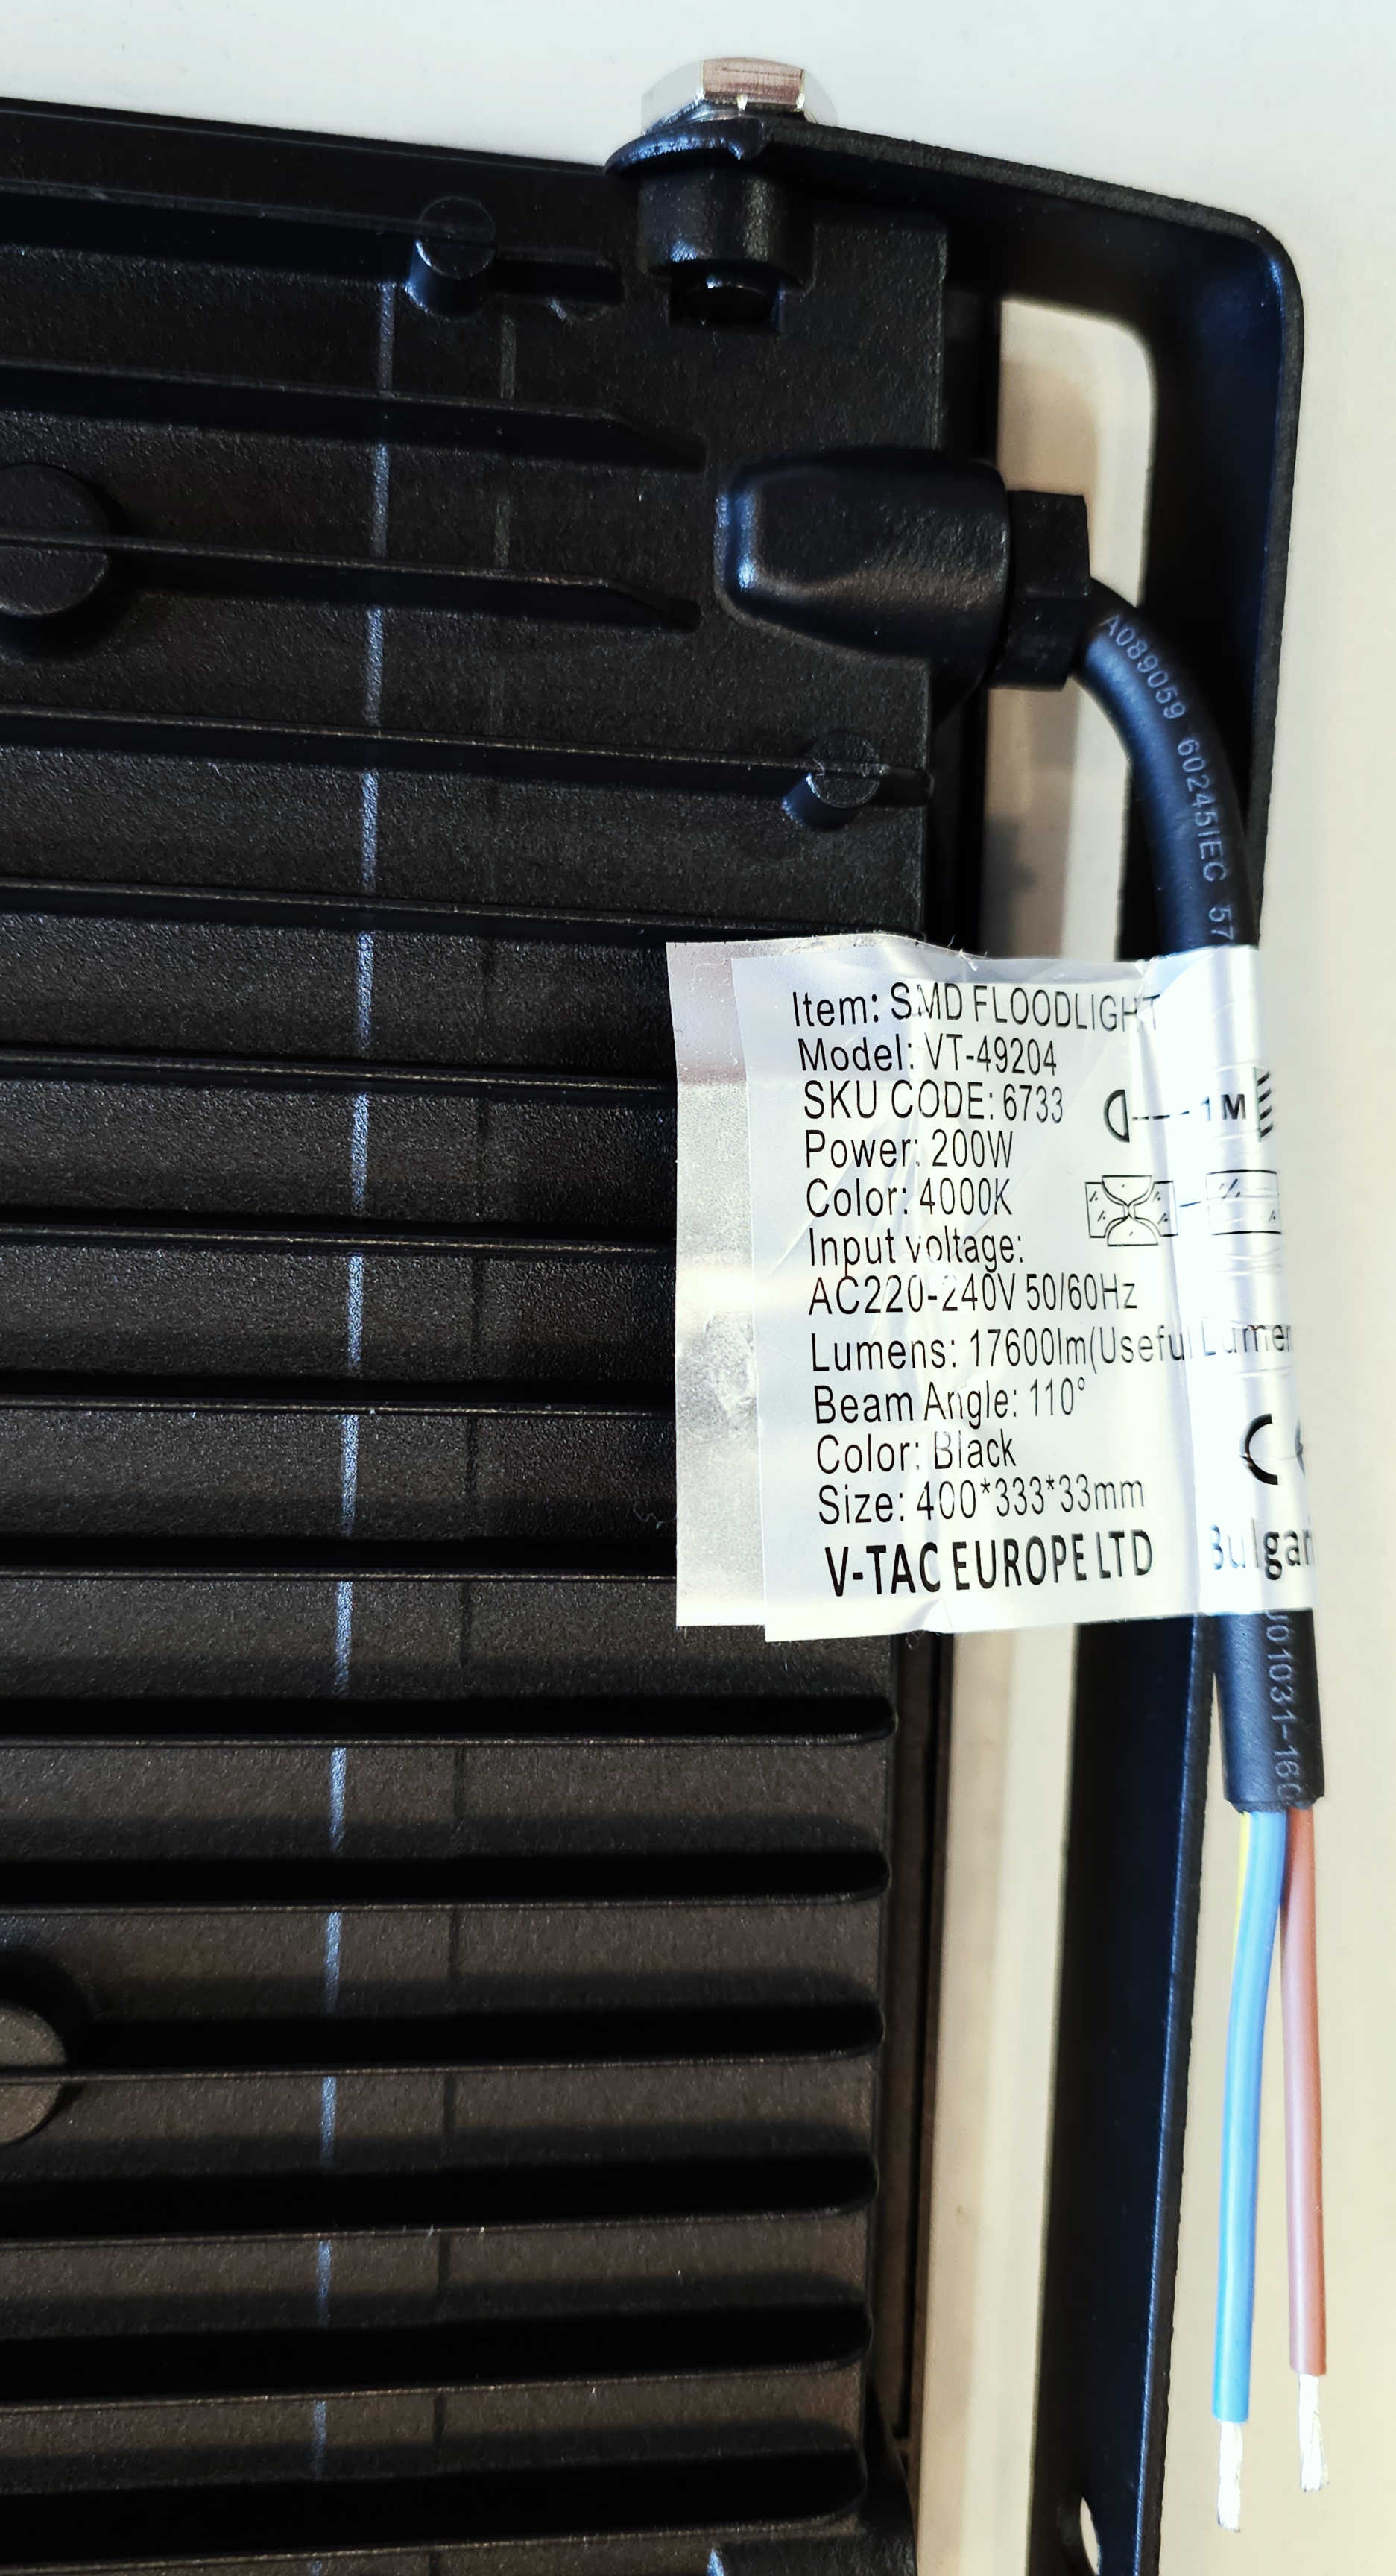 A089059 60245IEC 57
Item: SMD FLOODLIGHT
Model: VT-49204
SKU CODE: 6733
1M
Power: 200W
Color: 4000K
Input voltage:
AC220-240V 50/60Hz
Lumens: 17600lm(Useful
Beam Angle: 110°
Color: Black
CE
Size: 400*333*33mm
V-TAC EUROPE LTD